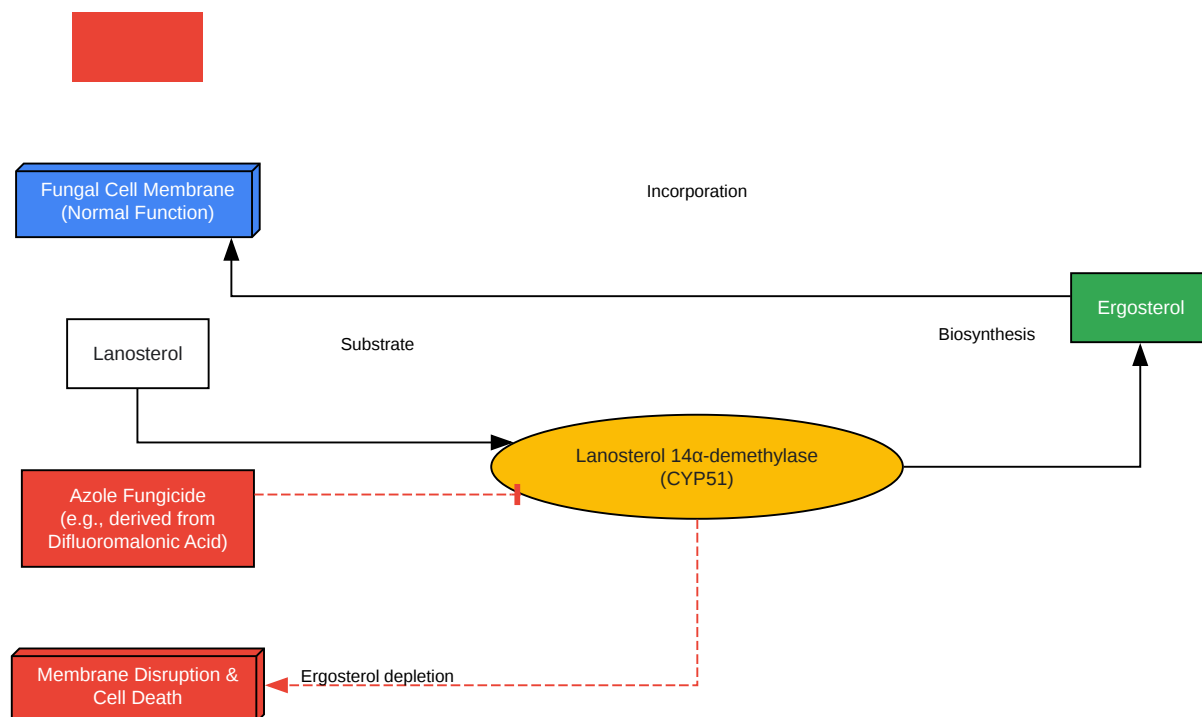 Fungal Cell Membrane
(Normal Function)
Incorporation
Ergosterol
Biosynthesis
Lanosterol
Substrate
Lanosterol 14α-demethylase
(CYP51)
Azole Fungicide
(e.g., derived from
Difluoromalonic Acid)
Membrane Disruption &
Cell Death
Ergosterol depletion